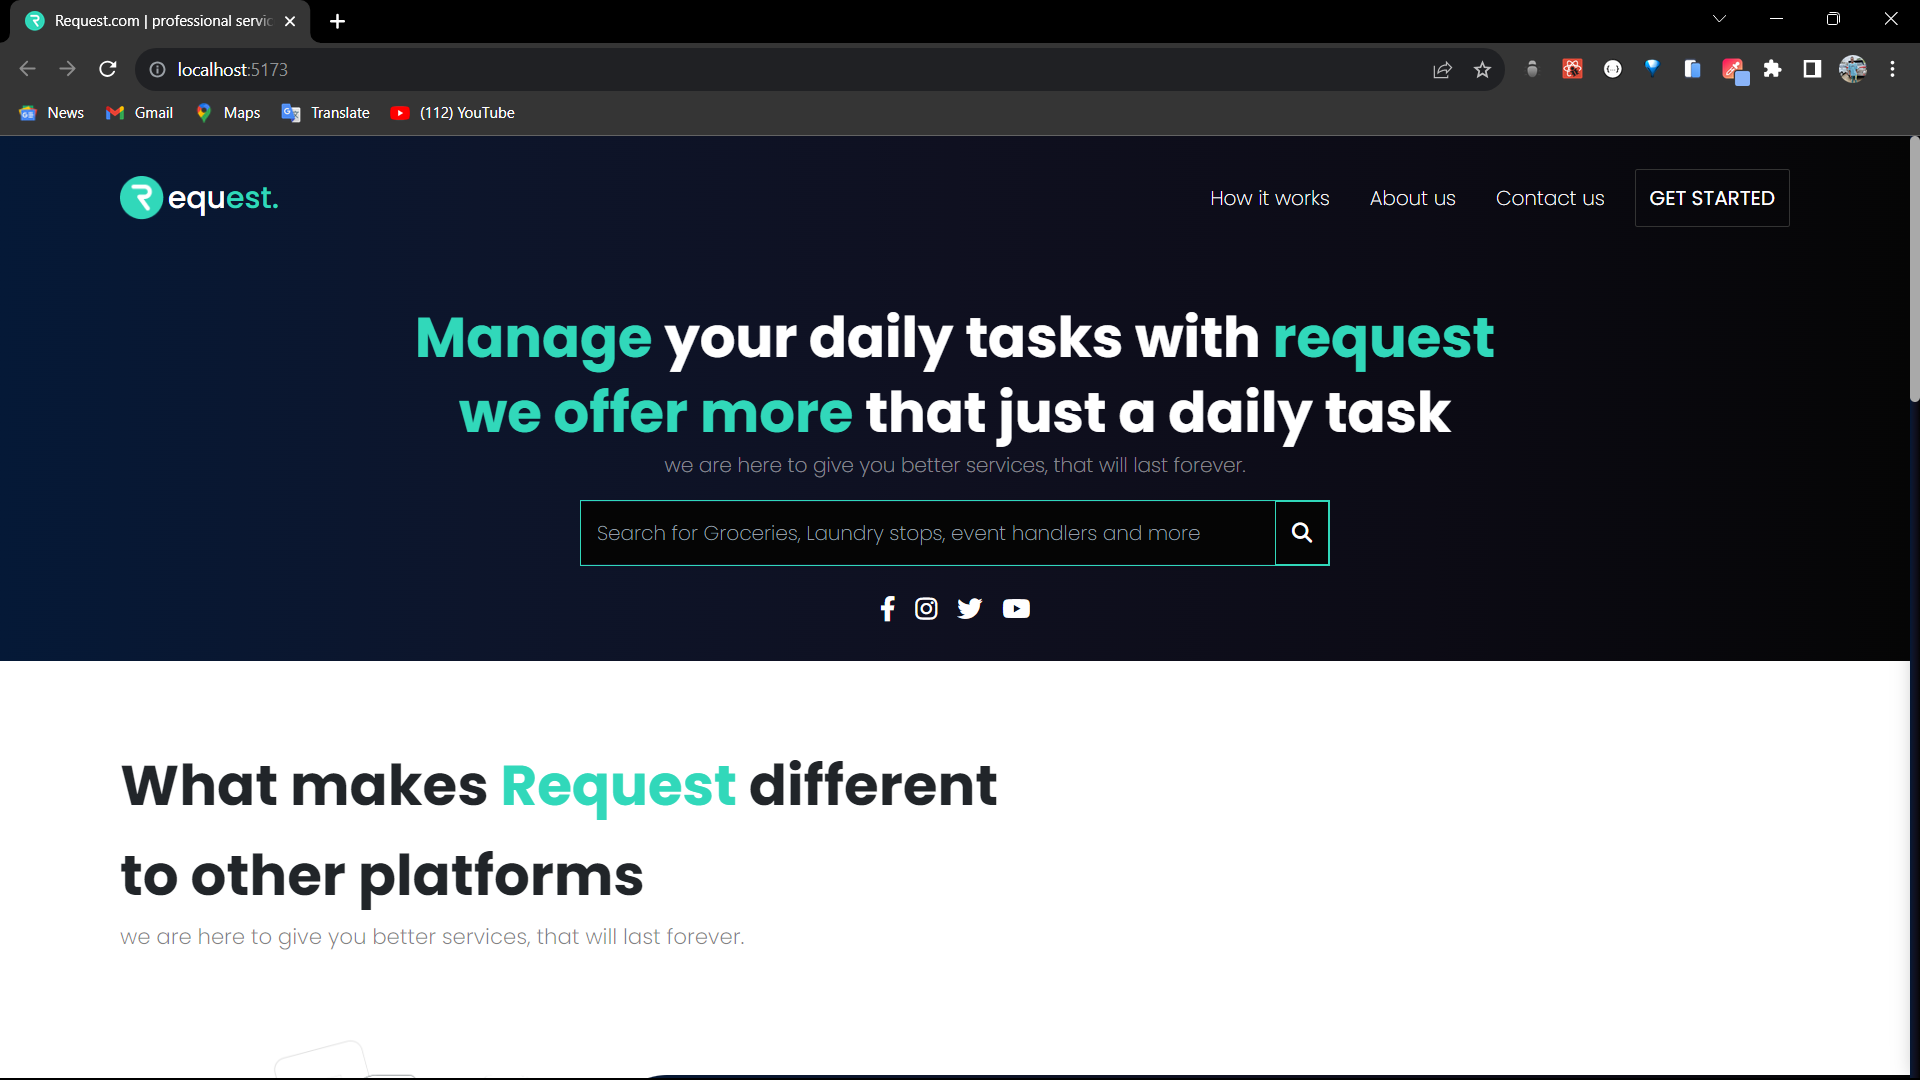 Request.com | professional servic
localhost:5173
News
Gmail
Maps
Translate
(112) YouTube
equest.
How it works
About us
Contact us
GET STARTED
Manage your daily tasks with request
we offer more that just a daily task
we are here to give you better services, that will last forever.
Search for Groceries, Laundry stops, event handlers and more
What makes Request different
to other platforms
we are here to give you better services, that will last forever.